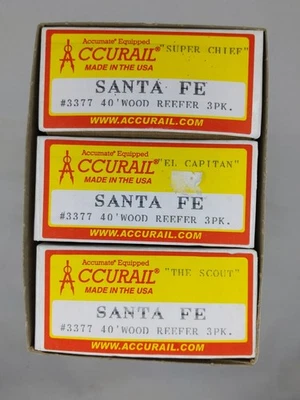 Accumate® Equipped
ACCURAIL® "SUPER CHIEF"
MADE IN THE USA
SANTA FE
#3377 40'WOOD REEFER 3PK.
WWW.ACCURAIL.COM
Accumate® Equipped
ACCURAIL® "EL CAPITAN"
MADE IN THE USA
SANTA FE
#3377 40'WOOD REEFER 3PK.
WWW.ACCURAIL.COM
Accumate® Equipped
ACCURAIL® "THE SCOUT"
MADE IN THE USA
SANTA FE
#3377 40'WOOD REEFER 3PK.
WWW.ACCURAIL.COM